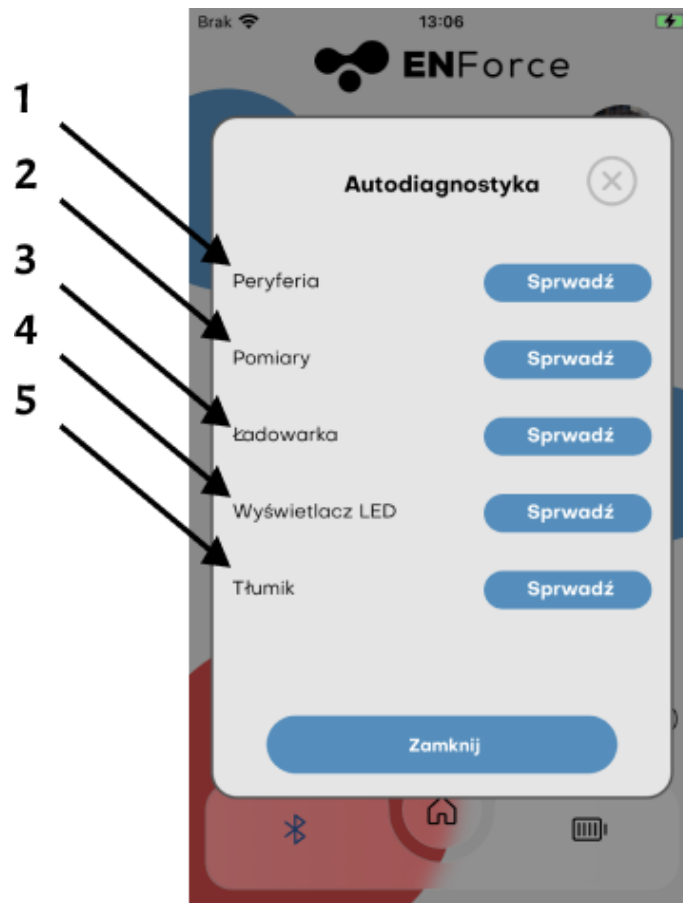 Brak 13:06
ENForce
1
2
3
4
5
Autodiagnostyka
Peryferia Sprwadź
Pomiary Sprwadź
Ładowarka Sprwadź
Wyświetlacz LED Sprwadź
Tłumik Sprwadź
Zamknij